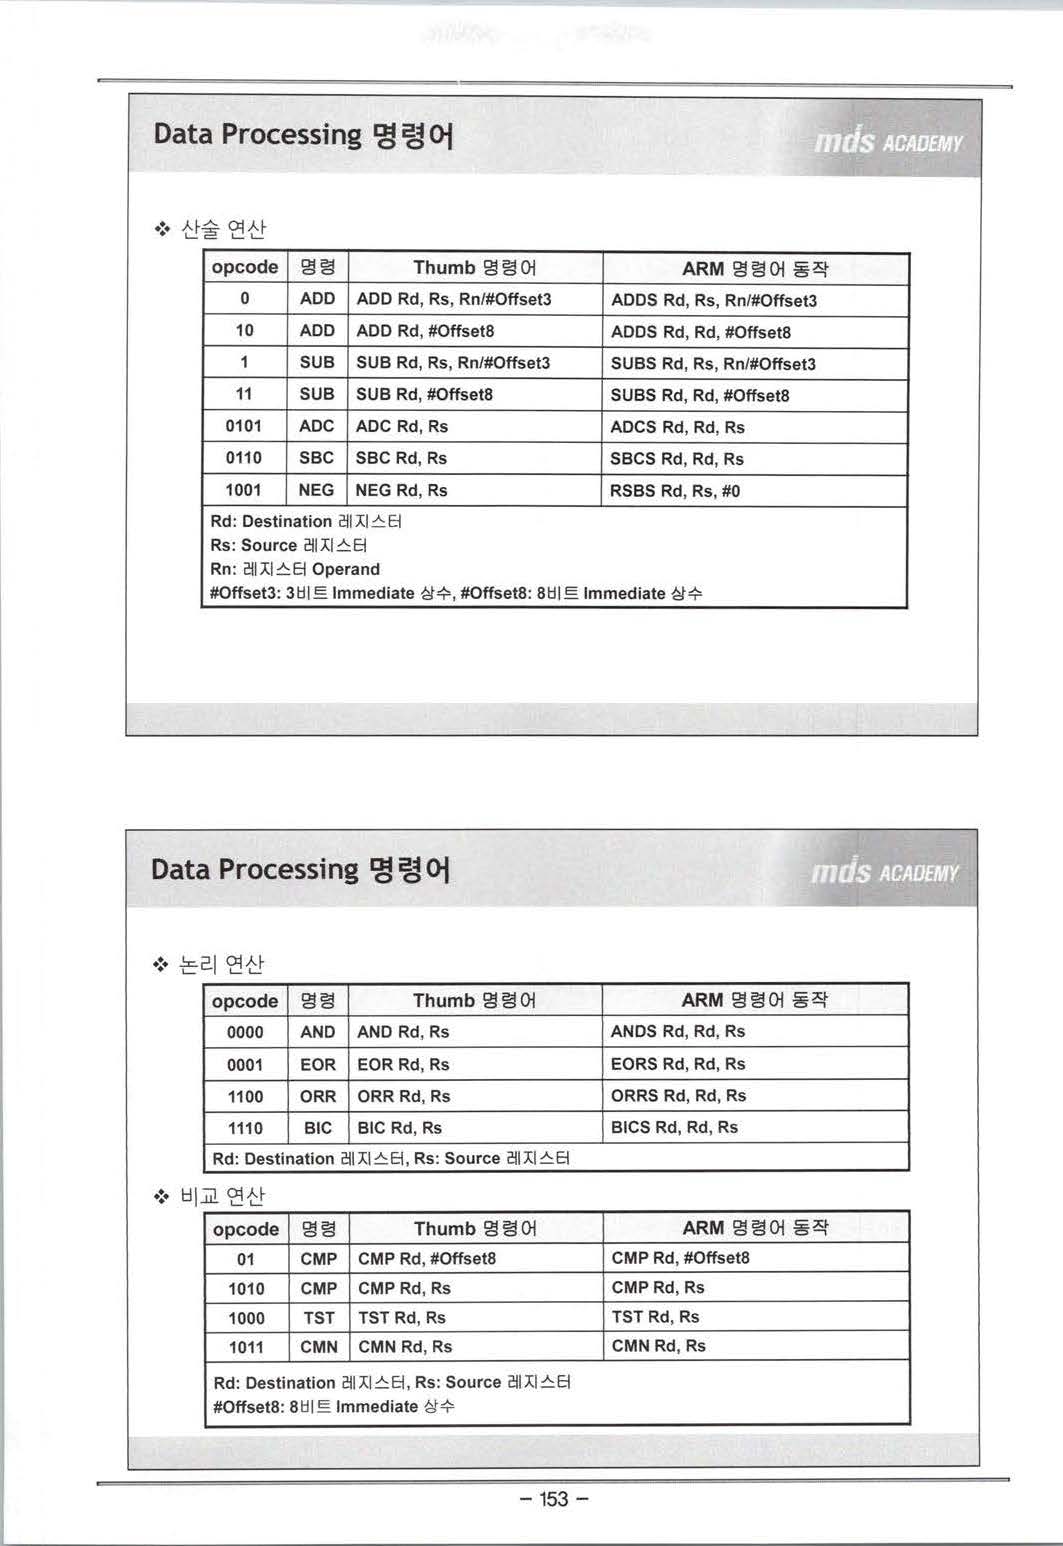 Data Processing 명령어
mds ACADEMY
❖ 산술 연산
opcode 명령 Thumb 명령어 ARM 명령어 동작
0 ADD ADD Rd, Rs, Rn/#Offset3 ADDS Rd, Rs, Rn/#Offset3
10 ADD ADD Rd, #Offset8 ADDS Rd, Rd, #Offset8
1 SUB SUB Rd, Rs, Rn/#Offset3 SUBS Rd, Rs, Rn/#Offset3
11 SUB SUB Rd, #Offset8 SUBS Rd, Rd, #Offset8
0101 ADC ADC Rd, Rs ADCS Rd, Rd, Rs
0110 SBC SBC Rd, Rs SBCS Rd, Rd, Rs
1001 NEG NEG Rd, Rs RSBS Rd, Rs, #0
Rd: Destination 레지스터
Rs: Source 레지스터
Rn: 레지스터 Operand
#Offset3: 3비트 Immediate 상수, #Offset8: 8비트 Immediate 상수
Data Processing 명령어
mds ACADEMY
❖ 논리 연산
opcode 명령 Thumb 명령어 ARM 명령어 동작
0000 AND AND Rd, Rs ANDS Rd, Rd, Rs
0001 EOR EOR Rd, Rs EORS Rd, Rd, Rs
1100 ORR ORR Rd, Rs ORRS Rd, Rd, Rs
1110 BIC BIC Rd, Rs BICS Rd, Rd, Rs
Rd: Destination 레지스터, Rs: Source 레지스터
❖ 비교 연산
opcode 명령 Thumb 명령어 ARM 명령어 동작
01 CMP CMP Rd, #Offset8 CMP Rd, #Offset8
1010 CMP CMP Rd, Rs CMP Rd, Rs
1000 TST TST Rd, Rs TST Rd, Rs
1011 CMN CMN Rd, Rs CMN Rd, Rs
Rd: Destination 레지스터, Rs: Source 레지스터
#Offset8: 8비트 Immediate 상수
– 153 –